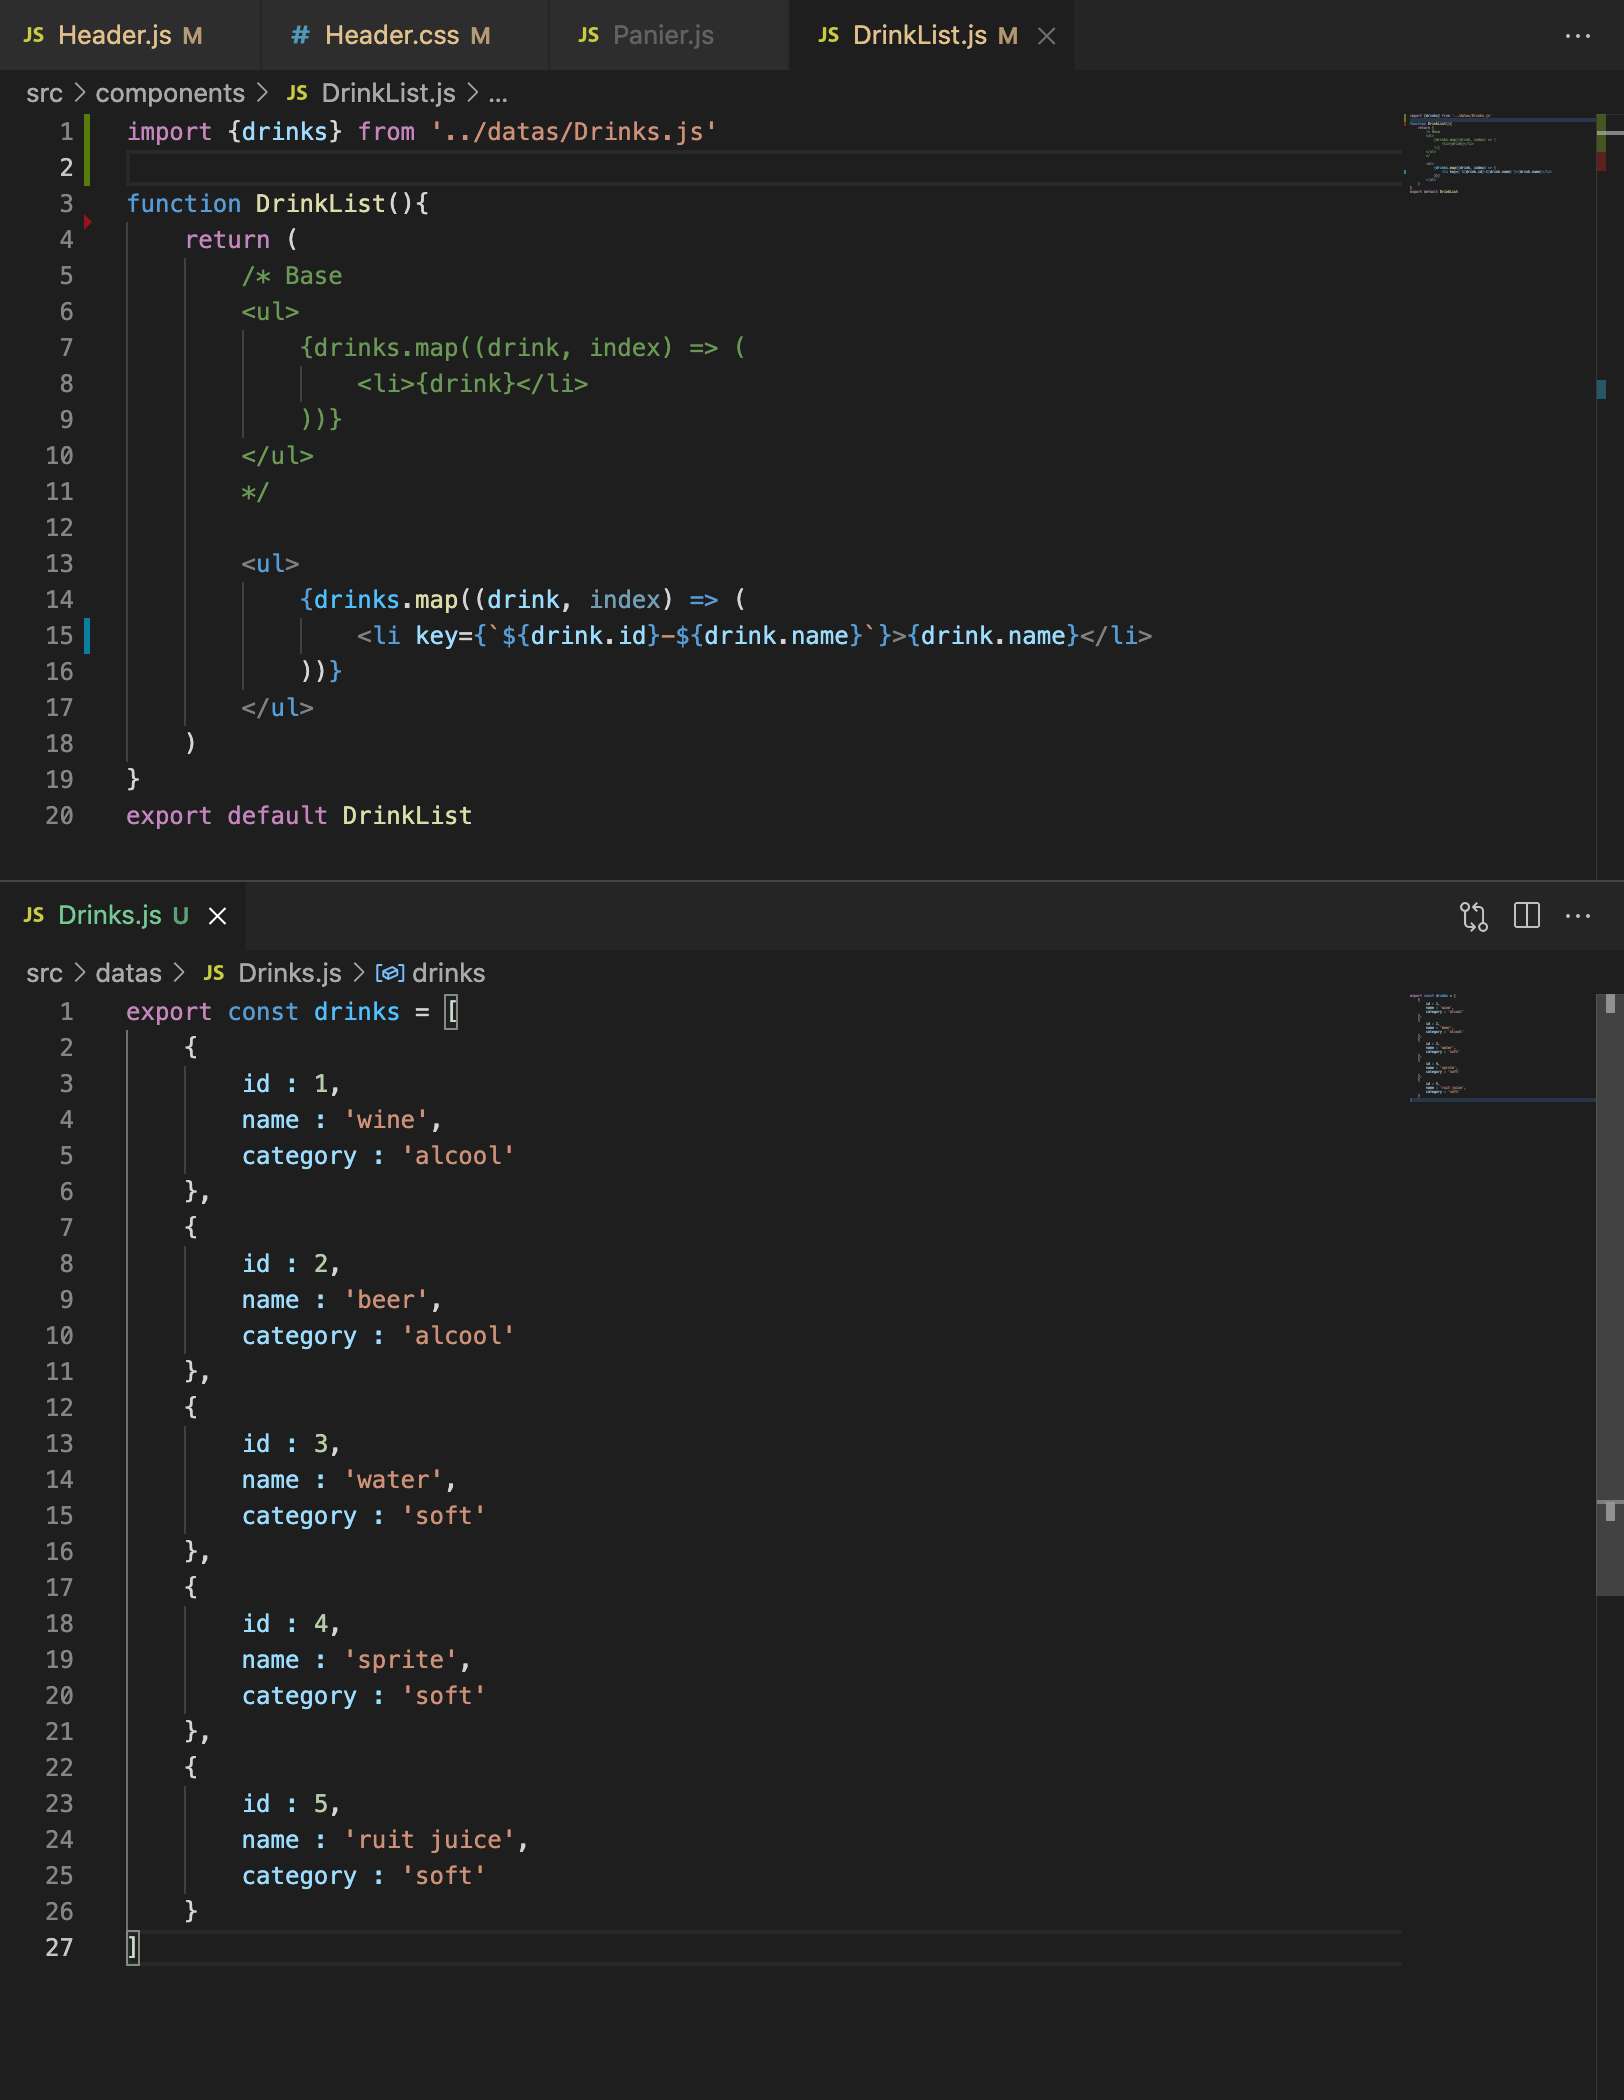 JS Header.js M # Header.css M JS Panier.js JS DrinkList.js M
src > components > JS DrinkList.js > ...
1 import {drinks} from '../datas/Drinks.js'
2
3 function DrinkList(){
4 return (
5 /* Base
6 <ul>
7 {drinks.map((drink, index) => (
8 <li>{drink}</li>
9 ))}
10 </ul>
11 */
12
13 <ul>
14 {drinks.map((drink, index) => (
15 <li key={`${drink.id}-${drink.name}`}>{drink.name}</li>
16 ))}
17 </ul>
18 )
19 }
20 export default DrinkList
JS Drinks.js U
src > datas > JS Drinks.js > drinks
1 export const drinks = [
2 {
3 id : 1,
4 name : 'wine',
5 category : 'alcool'
6 },
7 {
8 id : 2,
9 name : 'beer',
10 category : 'alcool'
11 },
12 {
13 id : 3,
14 name : 'water',
15 category : 'soft'
16 },
17 {
18 id : 4,
19 name : 'sprite',
20 category : 'soft'
21 },
22 {
23 id : 5,
24 name : 'ruit juice',
25 category : 'soft'
26 }
27 ]